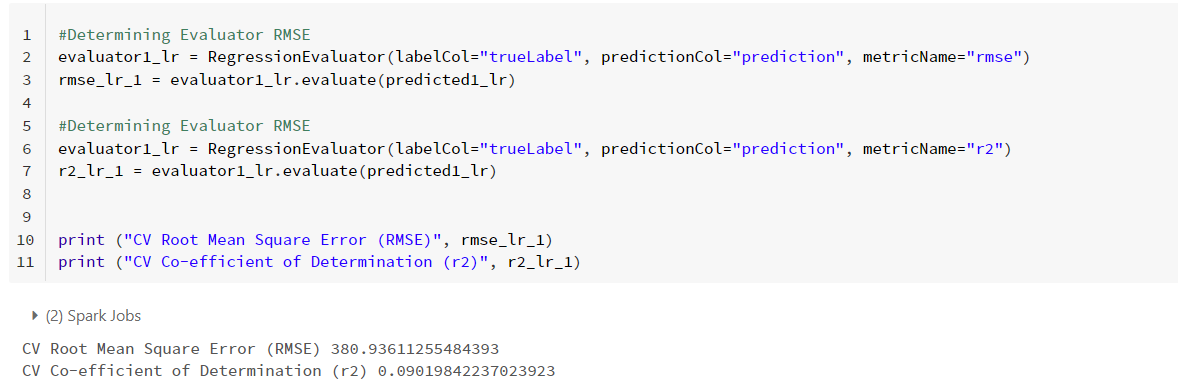 1 #Determining Evaluator RMSE
2 evaluator1_lr = RegressionEvaluator(labelCol="trueLabel", predictionCol="prediction", metricName="rmse")
3 rmse_lr_1 = evaluator1_lr.evaluate(predicted1_lr)
4
5 #Determining Evaluator RMSE
6 evaluator1_lr = RegressionEvaluator(labelCol="trueLabel", predictionCol="prediction", metricName="r2")
7 r2_lr_1 = evaluator1_lr.evaluate(predicted1_lr)
8
9
10 print ("CV Root Mean Square Error (RMSE)", rmse_lr_1)
11 print ("CV Co-efficient of Determination (r2)", r2_lr_1)
(2) Spark Jobs
CV Root Mean Square Error (RMSE) 380.93611255484393
CV Co-efficient of Determination (r2) 0.09019842237023923